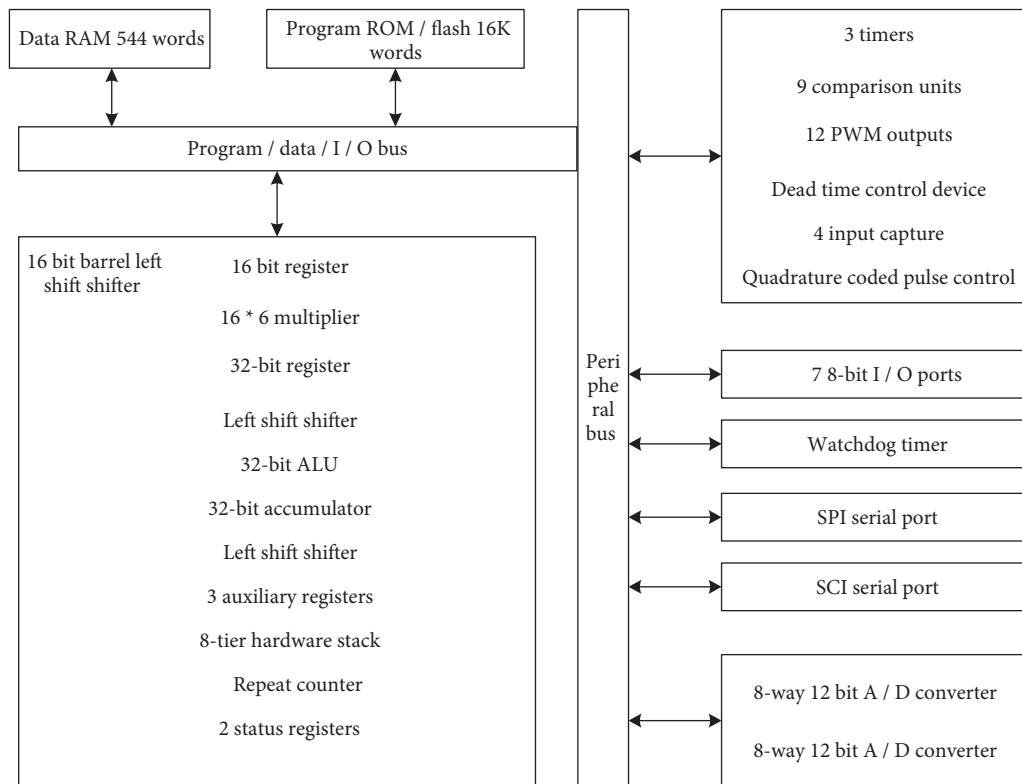 Data RAM 544 words
Program ROM / flash 16K
words
Program / data / I / O bus
16 bit barrel left
shift shifter
16 bit register
16 * 6 multiplier
32-bit register
Left shift shifter
32-bit ALU
32-bit accumulator
Left shift shifter
3 auxiliary registers
8-tier hardware stack
Repeat counter
2 status registers
Peri
phe
ral
bus
3 timers
9 comparison units
12 PWM outputs
Dead time control device
4 input capture
Quadrature coded pulse control
7 8-bit I / O ports
Watchdog timer
SPI serial port
SCI serial port
8-way 12 bit A / D converter
8-way 12 bit A / D converter